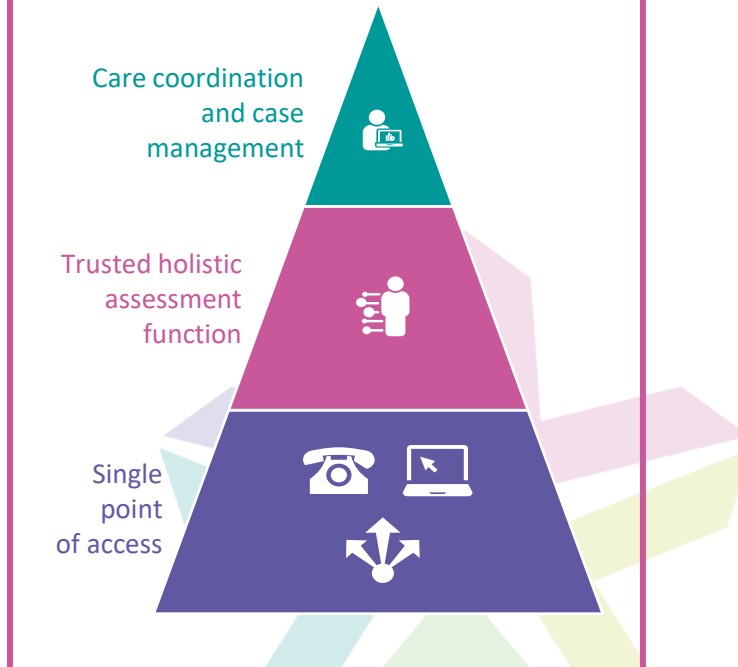 Care coordination
and case
management
Trusted holistic
assessment
function
Single
point
of access